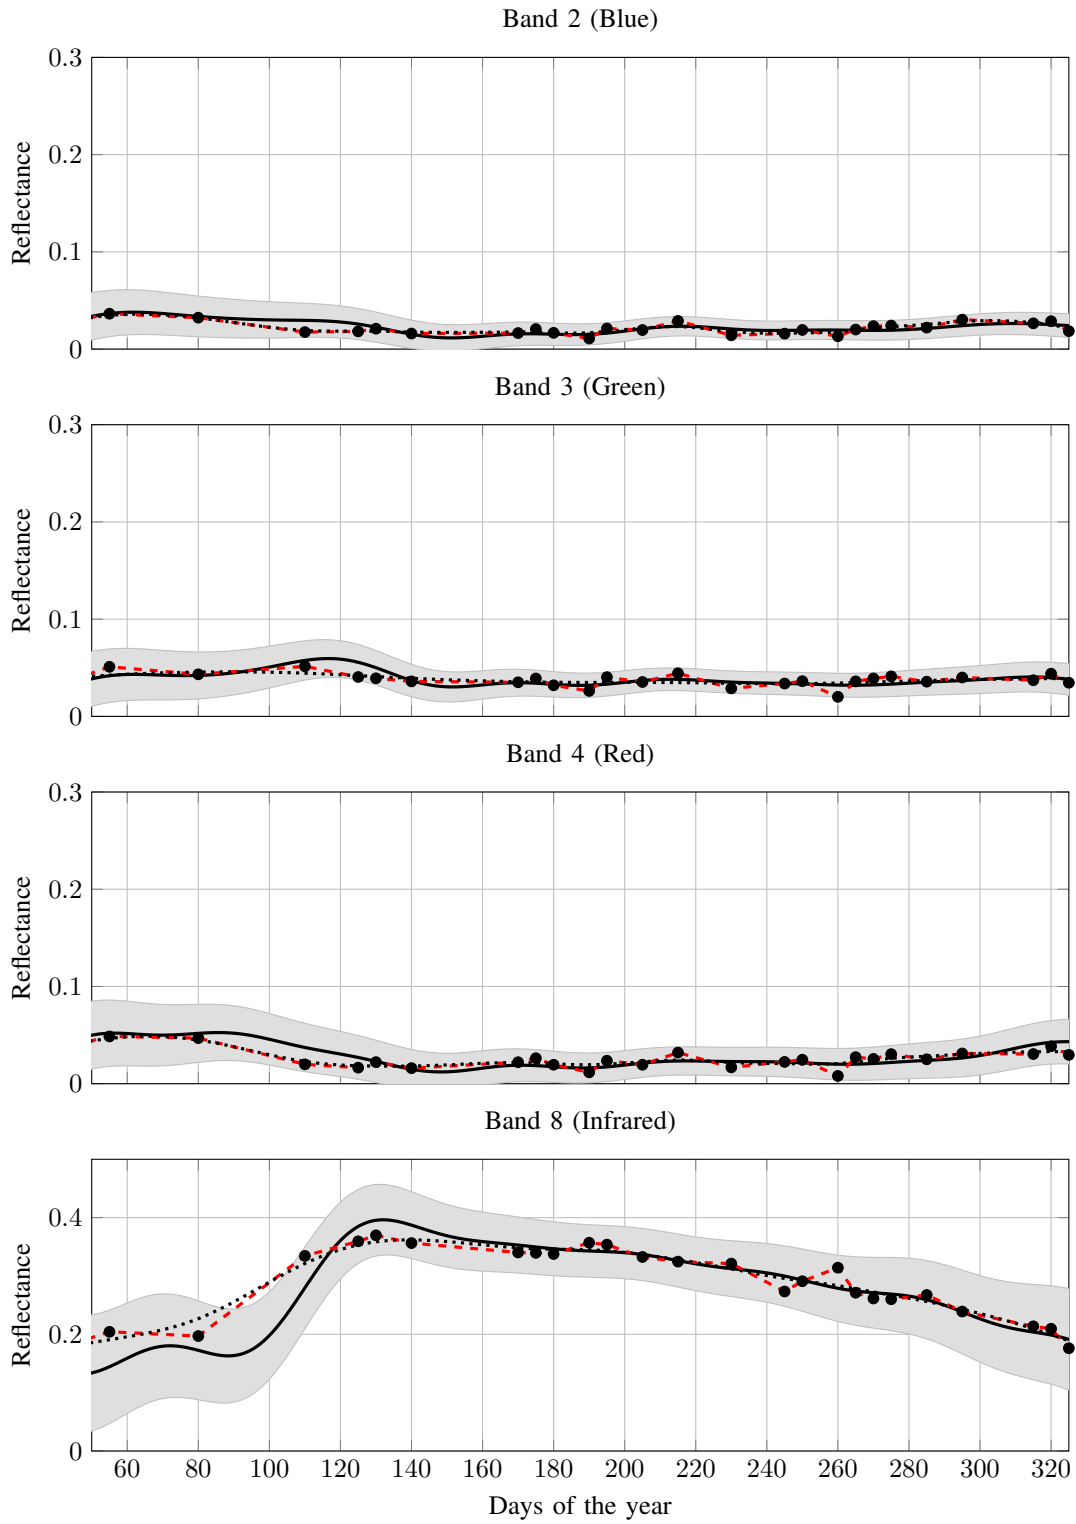 Band 2 (Blue)
0.3
0.2
0.1
0
Reflectance
Band 3 (Green)
0.3
0.2
0.1
0
Reflectance
Band 4 (Red)
0.3
0.2
0.1
0
Reflectance
Band 8 (Infrared)
0.4
0.2
0
Reflectance
60 80 100 120 140 160 180 200 220 240 260 280 300 320
Days of the year